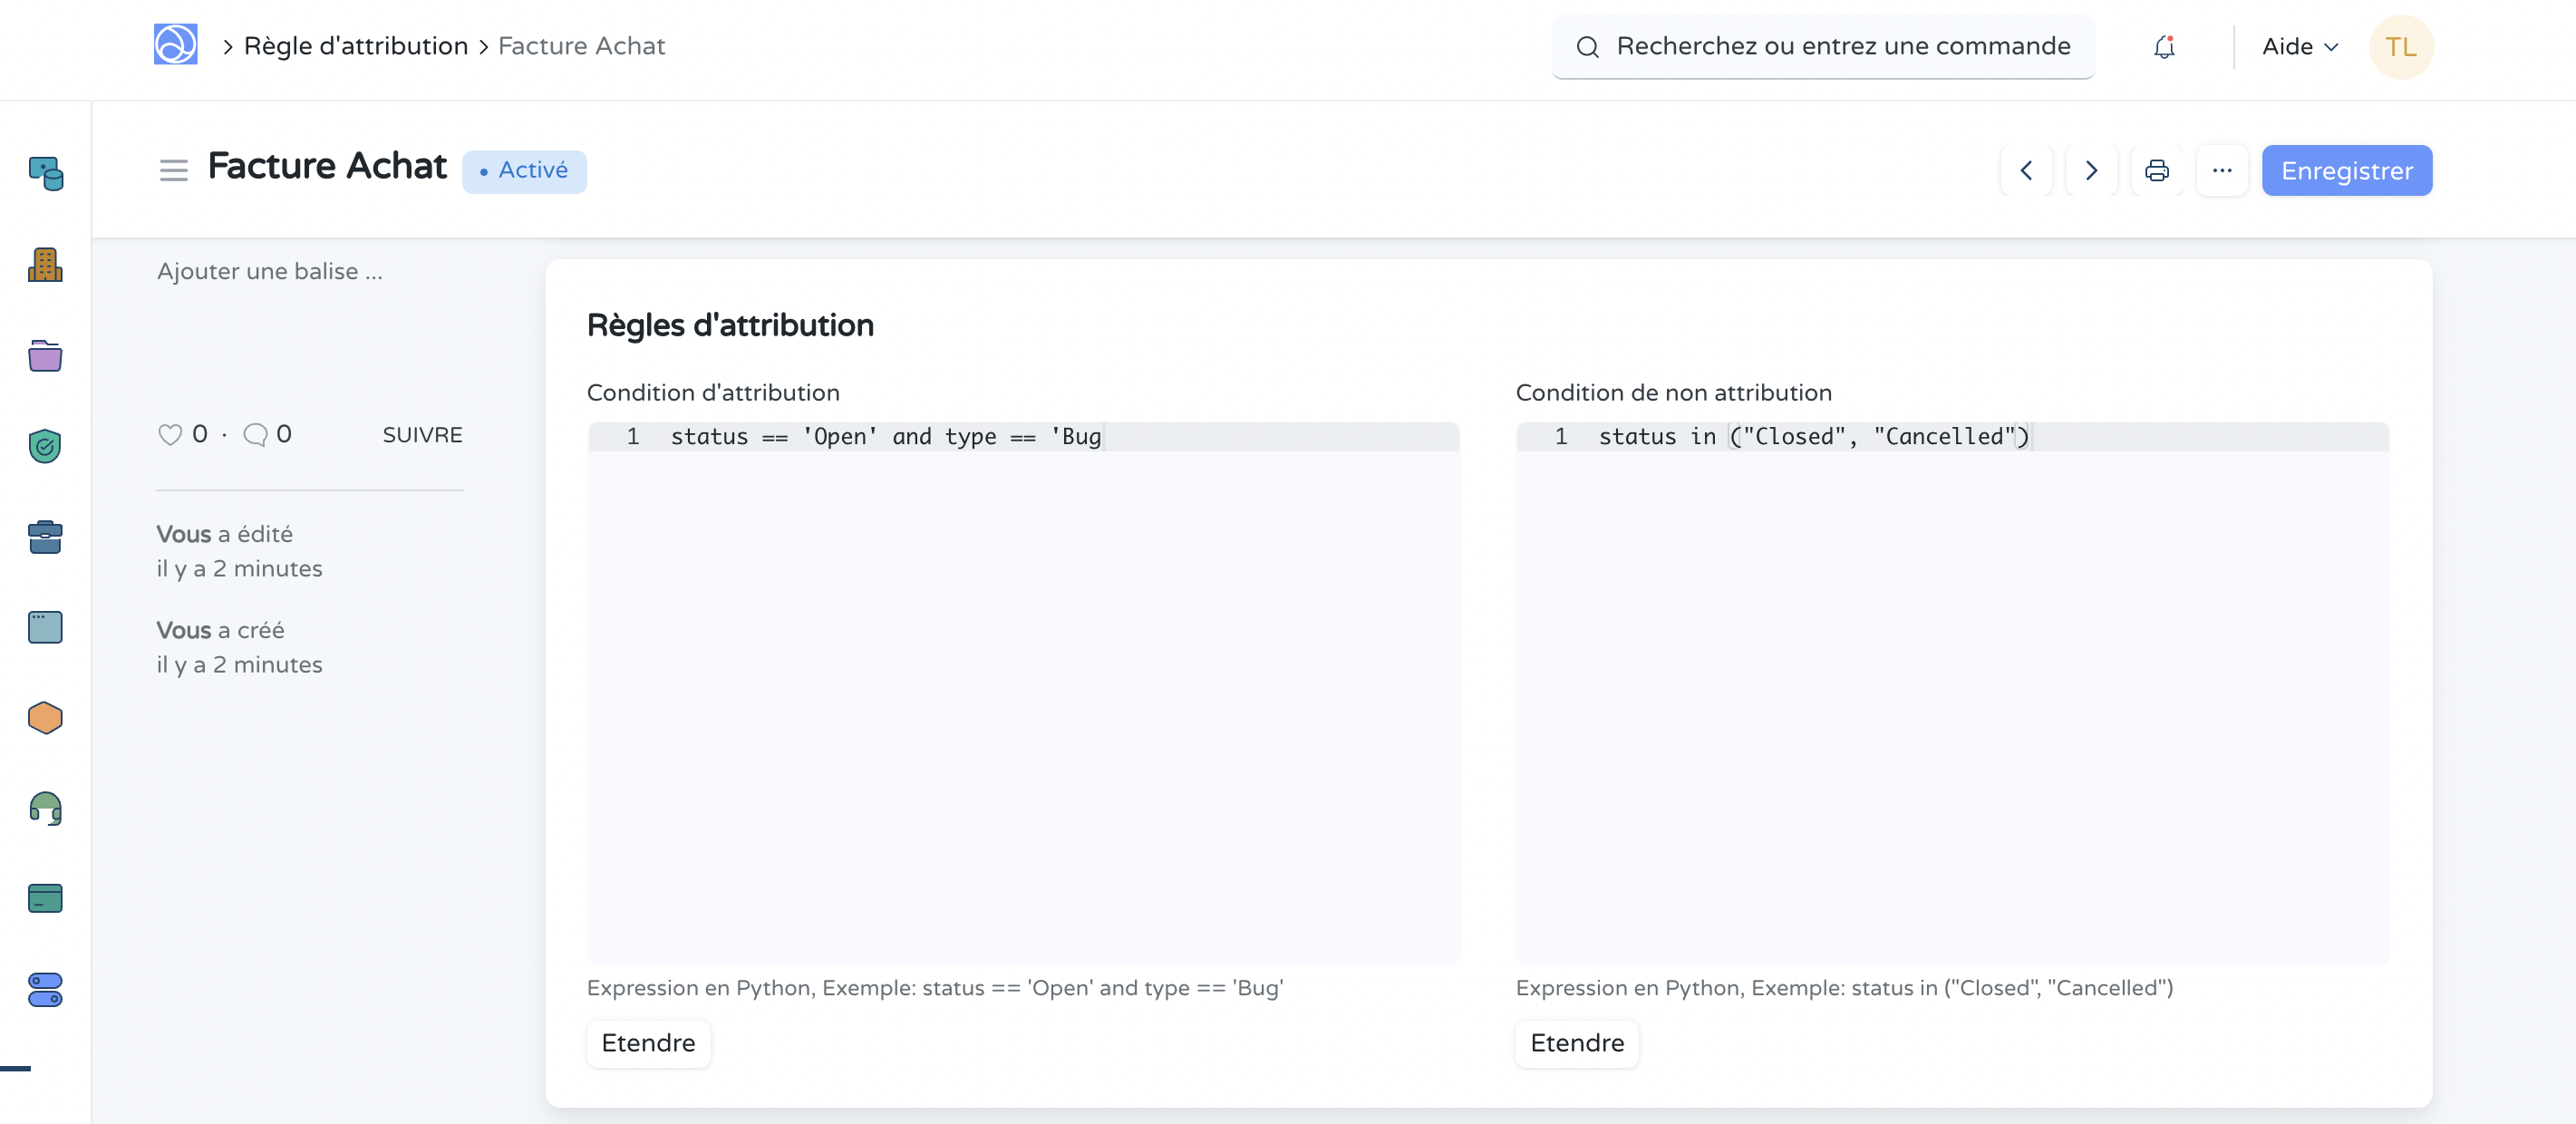 Règle d'attribution Facture Achat
Recherchez ou entrez une commande
Aide
TL
Facture Achat
Activé
Enregistrer
Ajouter une balise ...
0 · 0 SUIVRE
Vous a édité
il y a 2 minutes
Vous a créé
il y a 2 minutes
Règles d'attribution
Condition d'attribution
1 status == 'Open' and type == 'Bug
Expression en Python, Exemple: status == 'Open' and type == 'Bug'
Etendre
Condition de non attribution
1 status in ("Closed", "Cancelled")
Expression en Python, Exemple: status in ("Closed", "Cancelled")
Etendre